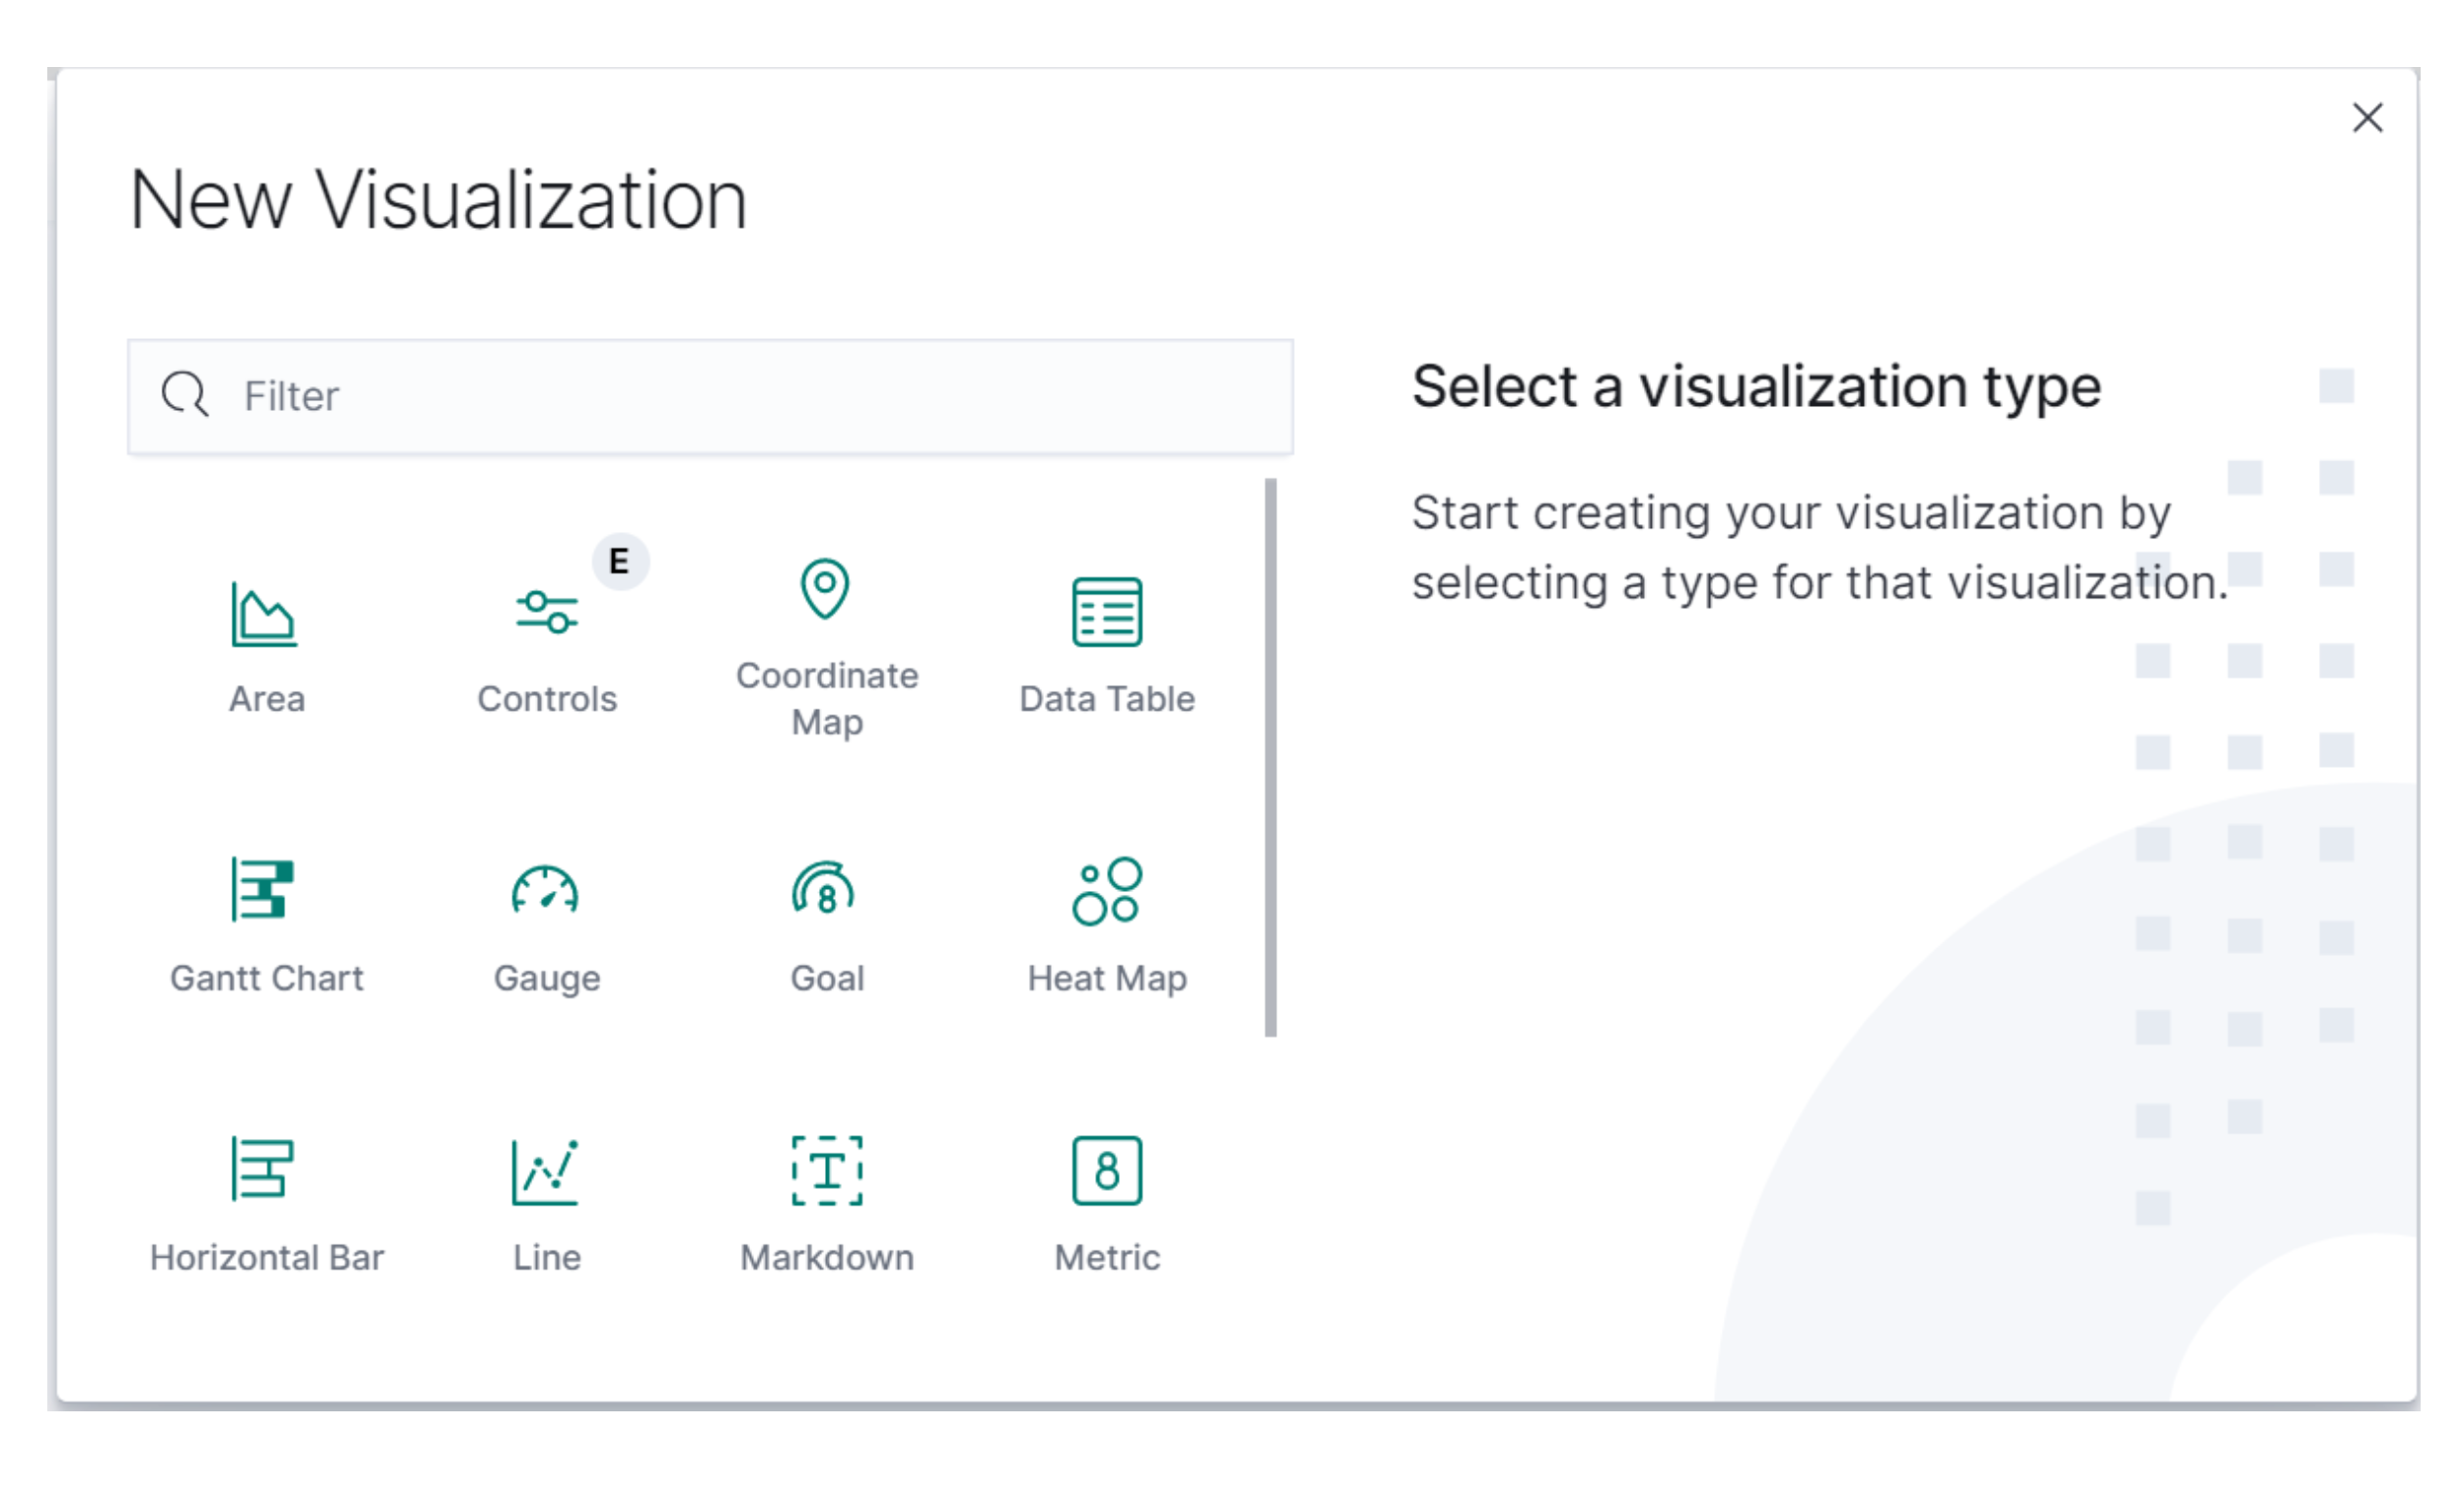 New Visualization
Filter
Select a visualization type
Start creating your visualization by
selecting a type for that visualization.
E
Area
Controls
Coordinate
Map
Data Table
Gantt Chart
Gauge
8
Goal
Heat Map
Horizontal Bar
Line
T
Markdown
8
Metric